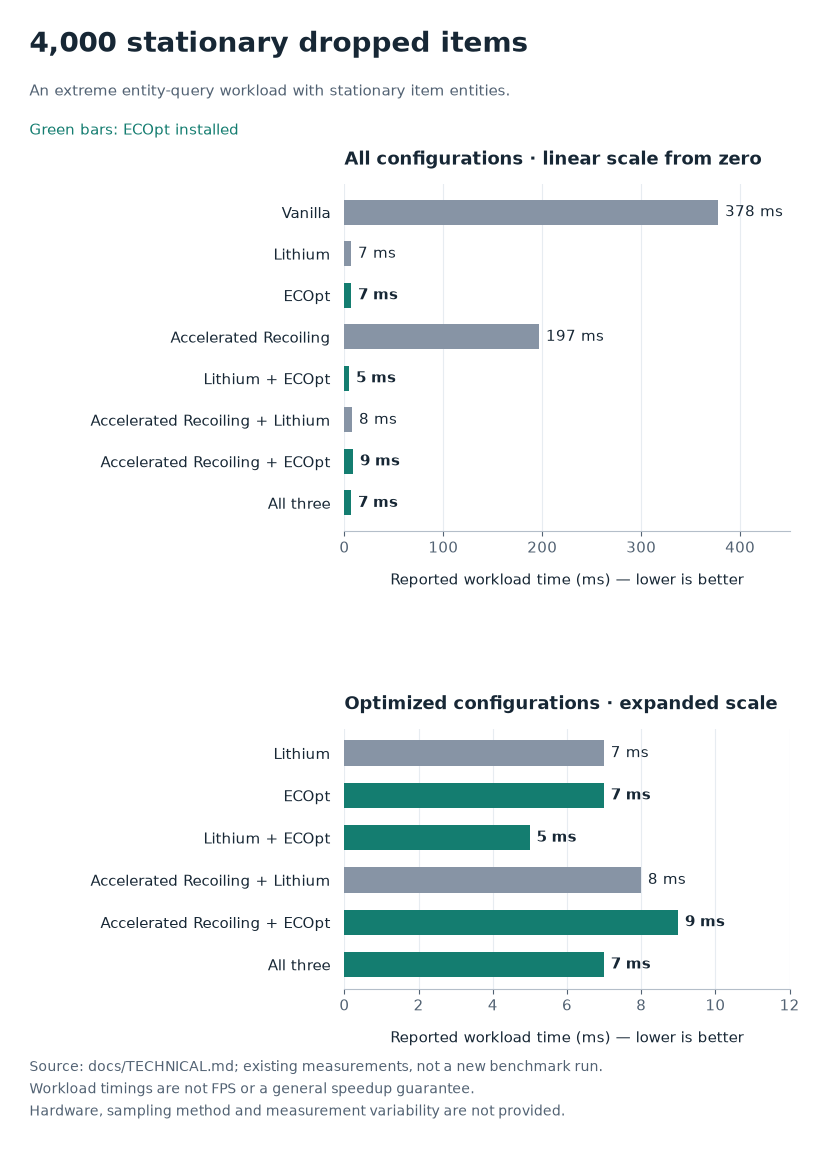 4,000 stationary dropped items
An extreme entity-query workload with stationary item entities.
Green bars: ECOpt installed
All configurations · linear scale from zero
Vanilla 378 ms
Lithium 7 ms
ECOpt 7 ms
Accelerated Recoiling 197 ms
Lithium + ECOpt 5 ms
Accelerated Recoiling + Lithium 8 ms
Accelerated Recoiling + ECOpt 9 ms
All three 7 ms
0 100 200 300 400
Reported workload time (ms) — lower is better
Optimized configurations · expanded scale
Lithium 7 ms
ECOpt 7 ms
Lithium + ECOpt 5 ms
Accelerated Recoiling + Lithium 8 ms
Accelerated Recoiling + ECOpt 9 ms
All three 7 ms
0 2 4 6 8 10 12
Reported workload time (ms) — lower is better
Source: docs/TECHNICAL.md; existing measurements, not a new benchmark run.
Workload timings are not FPS or a general speedup guarantee.
Hardware, sampling method and measurement variability are not provided.